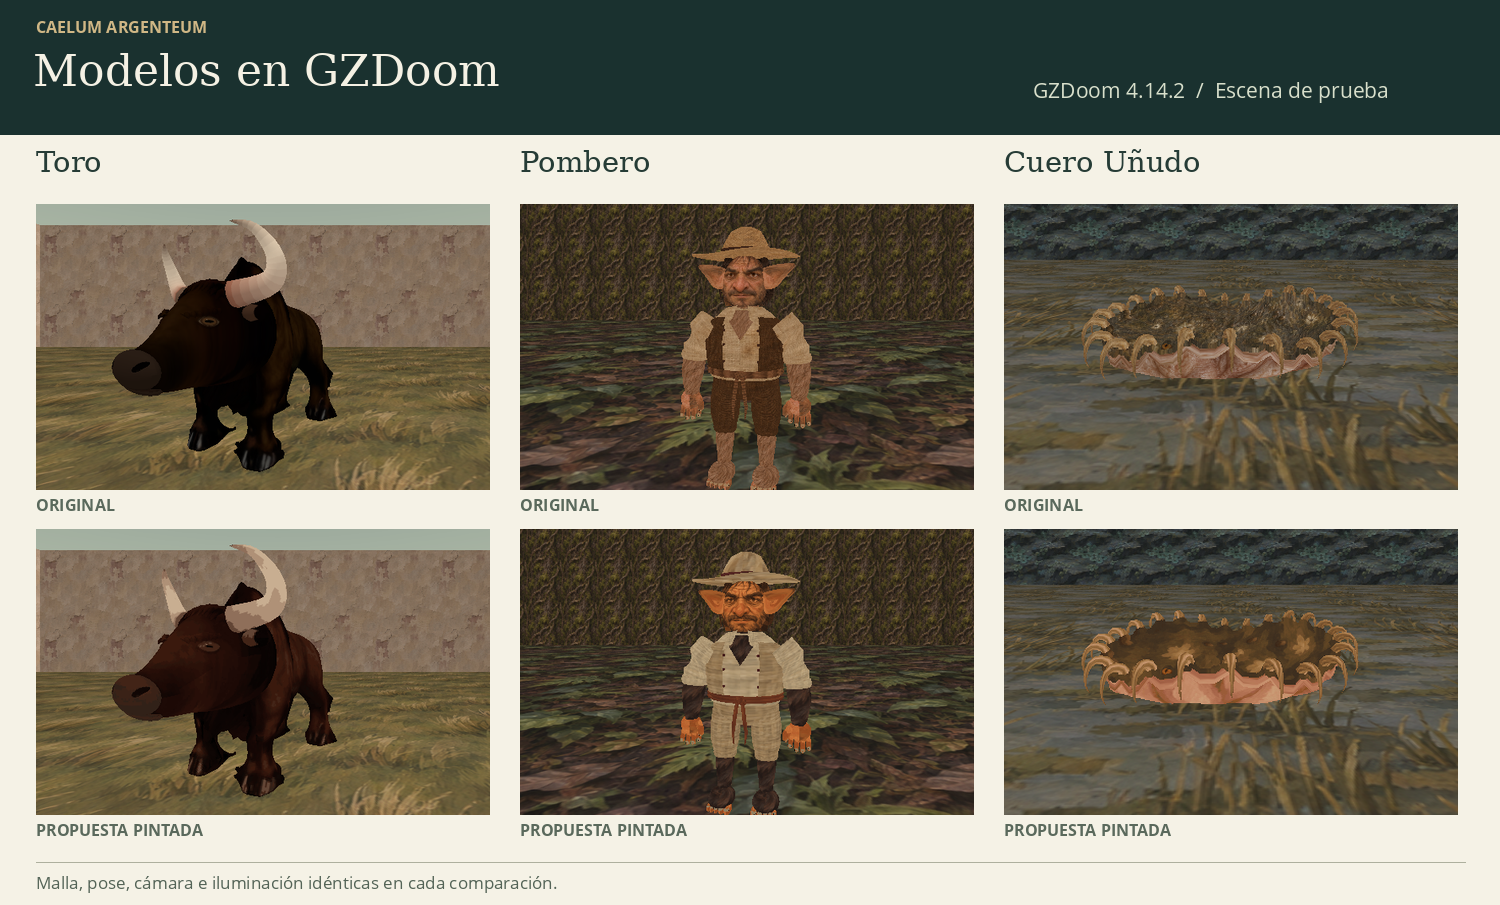 CAELUM ARGENTEUM
Modelos en GZDoom
GZDoom 4.14.2 / Escena de prueba
Toro
Pombero
Cuero Uñudo
ORIGINAL
ORIGINAL
ORIGINAL
PROPUESTA PINTADA
PROPUESTA PINTADA
PROPUESTA PINTADA
Malla, pose, cámara e iluminación idénticas en cada comparación.